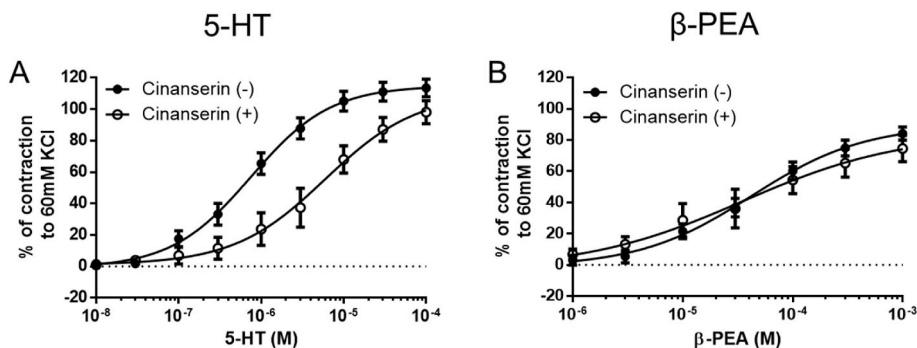 5-HT
β-PEA
A
Cinanserin (-)
Cinanserin (+)
% of contraction
to 60mM KCl
120
100
80
60
40
20
0
-20
10-8
10-7
10-6
10-5
10-4
5-HT (M)
B
Cinanserin (-)
Cinanserin (+)
% of contraction
to 60mM KCl
120
100
80
60
40
20
0
-20
10-6
10-5
10-4
10-3
β-PEA (M)